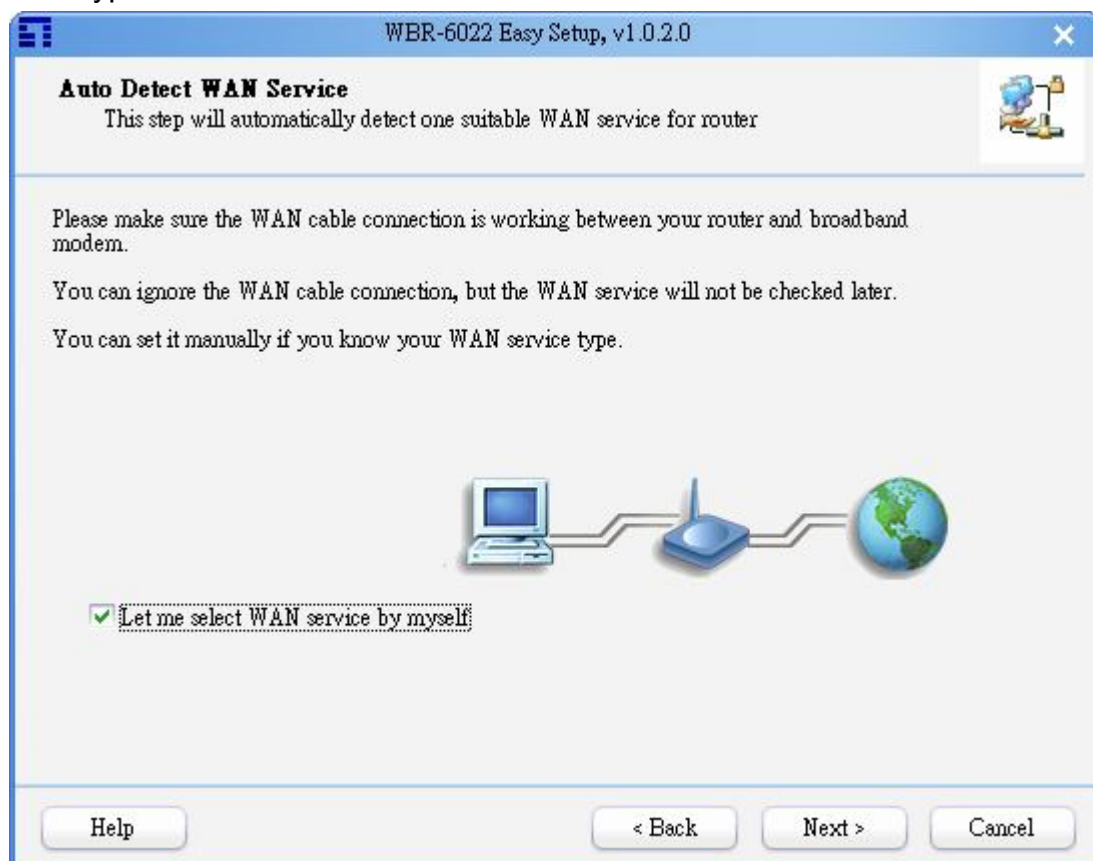 WBR-6022 Easy Setup, v1.0.2.0
Auto Detect WAN Service
This step will automatically detect one suitable WAN service for router
Please make sure the WAN cable connection is working between your router and broadband
modem.
You can ignore the WAN cable connection, but the WAN service will not be checked later.
You can set it manually if you know your WAN service type.
Let me select WAN service by myself
Help
< Back
Next >
Cancel